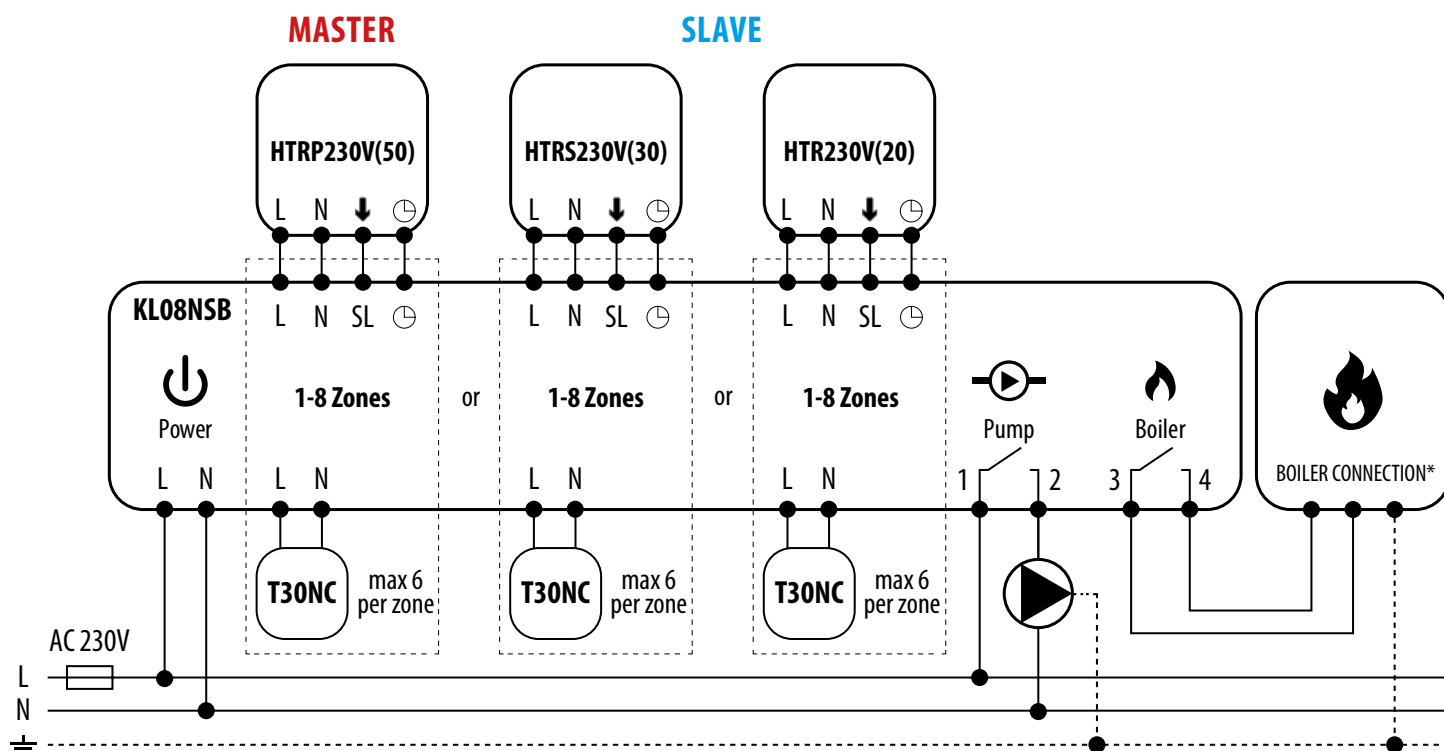 MASTER
SLAVE
HTRP230V(50)
HTRS230V(30)
HTR230V(20)
L N
L N
L N
KL08NSB
L N SL
L N SL
L N SL
Power
1-8 Zones
or
1-8 Zones
or
1-8 Zones
Pump
Boiler
BOILER CONNECTION*
L N
L N
L N
L N
1 2
3 4
T30NC
max 6
per zone
T30NC
max 6
per zone
T30NC
max 6
per zone
AC 230V
L
N